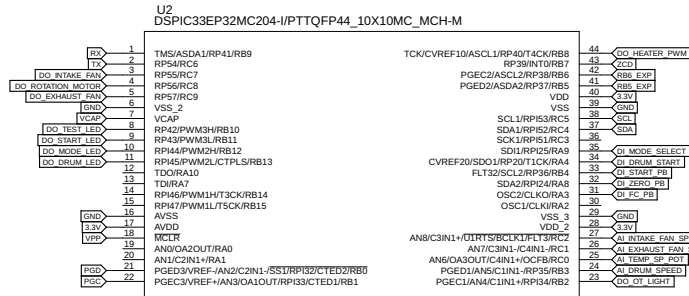 U2
DSPIC33EP32MC204-I/PTTQFP44_10X10MC_MCH-M
RX 1 TMS/ASDA1/RP41/RB9 TCK/CVREF10/ASCL1/RP40/T4CK/RB8 44 DO_HEATER_PWM
TX 2 RP54/RC6 RP39/INT0/RB7 43 ZCD
DO_INTAKE_FAN 3 RP55/RC7 PGEC2/ASCL2/RP38/RB6 42 RB6_EXP
DO_ROTATION_MOTOR 4 RP56/RC8 PGED2/ASDA2/RP37/RB5 41 RB5_EXP
DO_EXHAUST_FAN 5 RP57/RC9 VDD 40 3.3V
GND 6 VSS_2 VSS 39 GND
VCAP 7 VCAP SCL1/RPI53/RC5 38 SCL
DO_TEST_LED 8 RP42/PWM3H/RB10 SDA1/RPI52/RC4 37 SDA
DO_START_LED 9 RP43/PWM3L/RB11 SCK1/RPI51/RC3 36
DO_MODE_LED 10 RPI44/PWM2H/RB12 SDI1/RPI25/RA9 35 DI_MODE_SELECT
DO_DRUM_LED 11 RPI45/PWM2L/CTPLS/RB13 CVREF20/SDO1/RP20/T1CK/RA4 34 DI_DRUM_START
12 TDO/RA10 FLT32/SCL2/RP36/RB4 33 DI_START_PB
13 TDI/RA7 SDA2/RPI24/RA8 32 DI_ZERO_PB
14 RPI46/PWM1H/T3CK/RB14 OSC2/CLKO/RA3 31 DI_FC_PB
15 RPI47/PWM1L/T5CK/RB15 OSC1/CLKI/RA2 30
GND 16 AVSS VSS_3 29 GND
3.3V 17 AVDD VDD_2 28 3.3V
VPP 18 MCLR AN8/C3IN1+/U1RTS/BCLK1/FLT3/RC2 27 AI_INTAKE_FAN_SP
19 AN0/OA2OUT/RA0 AN7/C3IN1-/C4IN1-/RC1 26 AI_EXHAUST_FAN_S
20 AN1/C2IN1+/RA1 AN6/OA3OUT/C4IN1+/OCFB/RC0 25 AI_TEMP_SP_POT
PGD 21 PGED3/VREF-/AN2/C2IN1-/SS1/RPI32/CTED2/RB0 PGED1/AN5/C1IN1-/RP35/RB3 24 AI_DRUM_SPEED
PGC 22 PGEC3/VREF+/AN3/OA1OUT/RPI33/CTED1/RB1 PGEC1/AN4/C1IN1+/RPI34/RB2 23 DO_OT_LIGHT